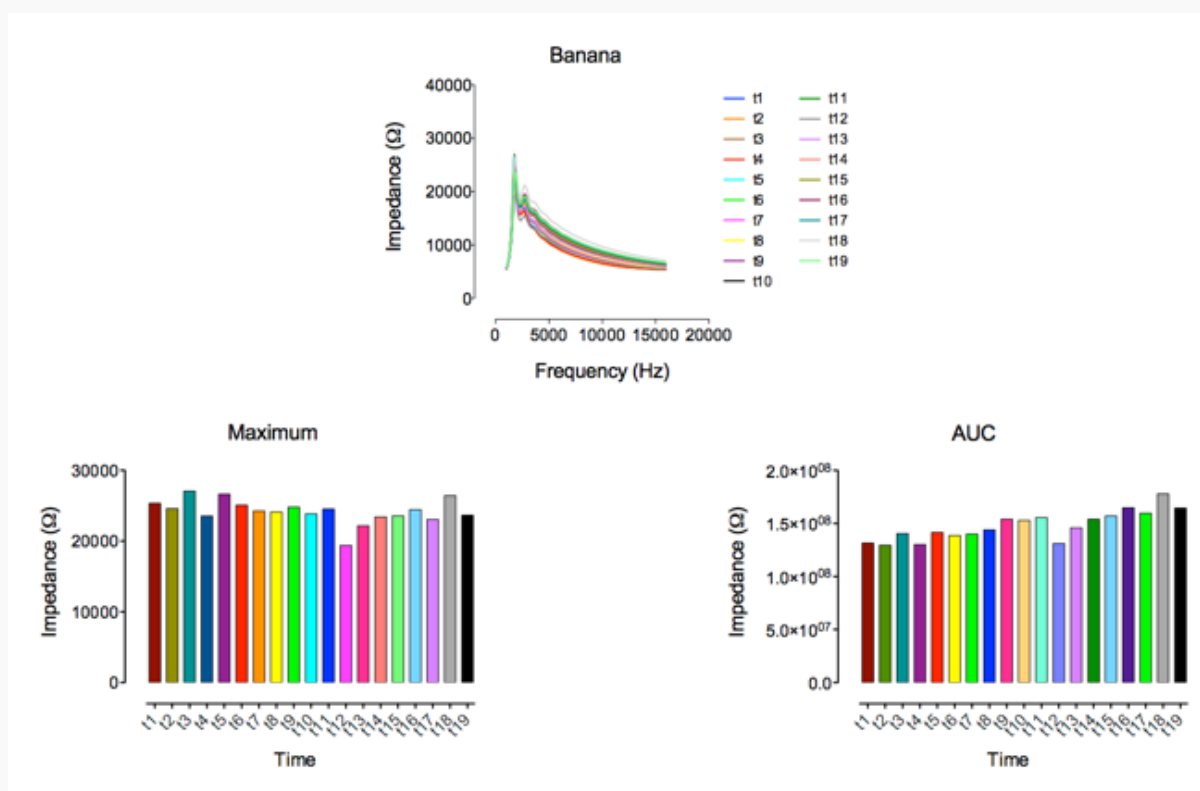 Banana
40000
30000
20000
10000
0
Impedance (Ω)
0 5000 10000 15000 20000
Frequency (Hz)
t1 t11
t2 t12
t3 t13
t4 t14
t5 t15
t6 t16
t7 t17
t8 t18
t9 t19
t10
Maximum
30000
20000
10000
0
Impedance (Ω)
t1 t2 t3 t4 t5 t6 t7 t8 t9 t10 t11 t12 t13 t14 t15 t16 t17 t18 t19
Time
AUC
2.0×10⁰⁸
1.5×10⁰⁸
1.0×10⁰⁸
5.0×10⁰⁷
0.0
Impedance (Ω)
t1 t2 t3 t4 t5 t6 t7 t8 t9 t10 t11 t12 t13 t14 t15 t16 t17 t18 t19
Time